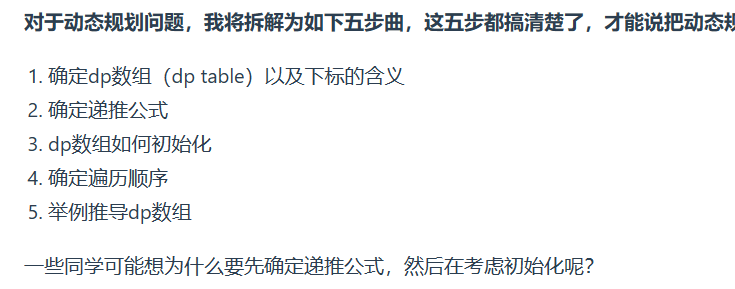 对于动态规划问题，我将拆解为如下五步曲，这五步都搞清楚了，才能说把动态
1. 确定dp数组（dp table）以及下标的含义
2. 确定递推公式
3. dp数组如何初始化
4. 确定遍历顺序
5. 举例推导dp数组
一些同学可能想为什么要先确定递推公式，然后在考虑初始化呢？